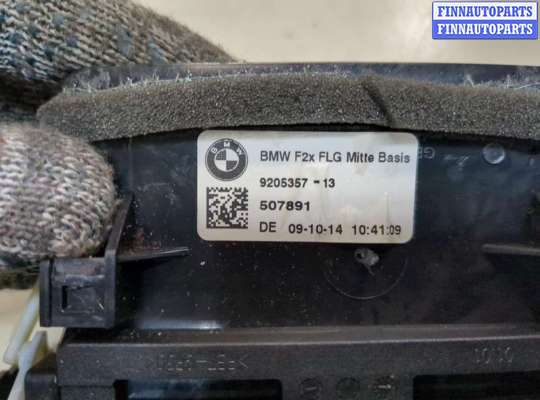 FINNAUTOPARTS
FINNAUTOPARTS
BMW
BMW F2x FLG Mitte Basis
9205357-13
507891
DE 09-10-14 10:41:09